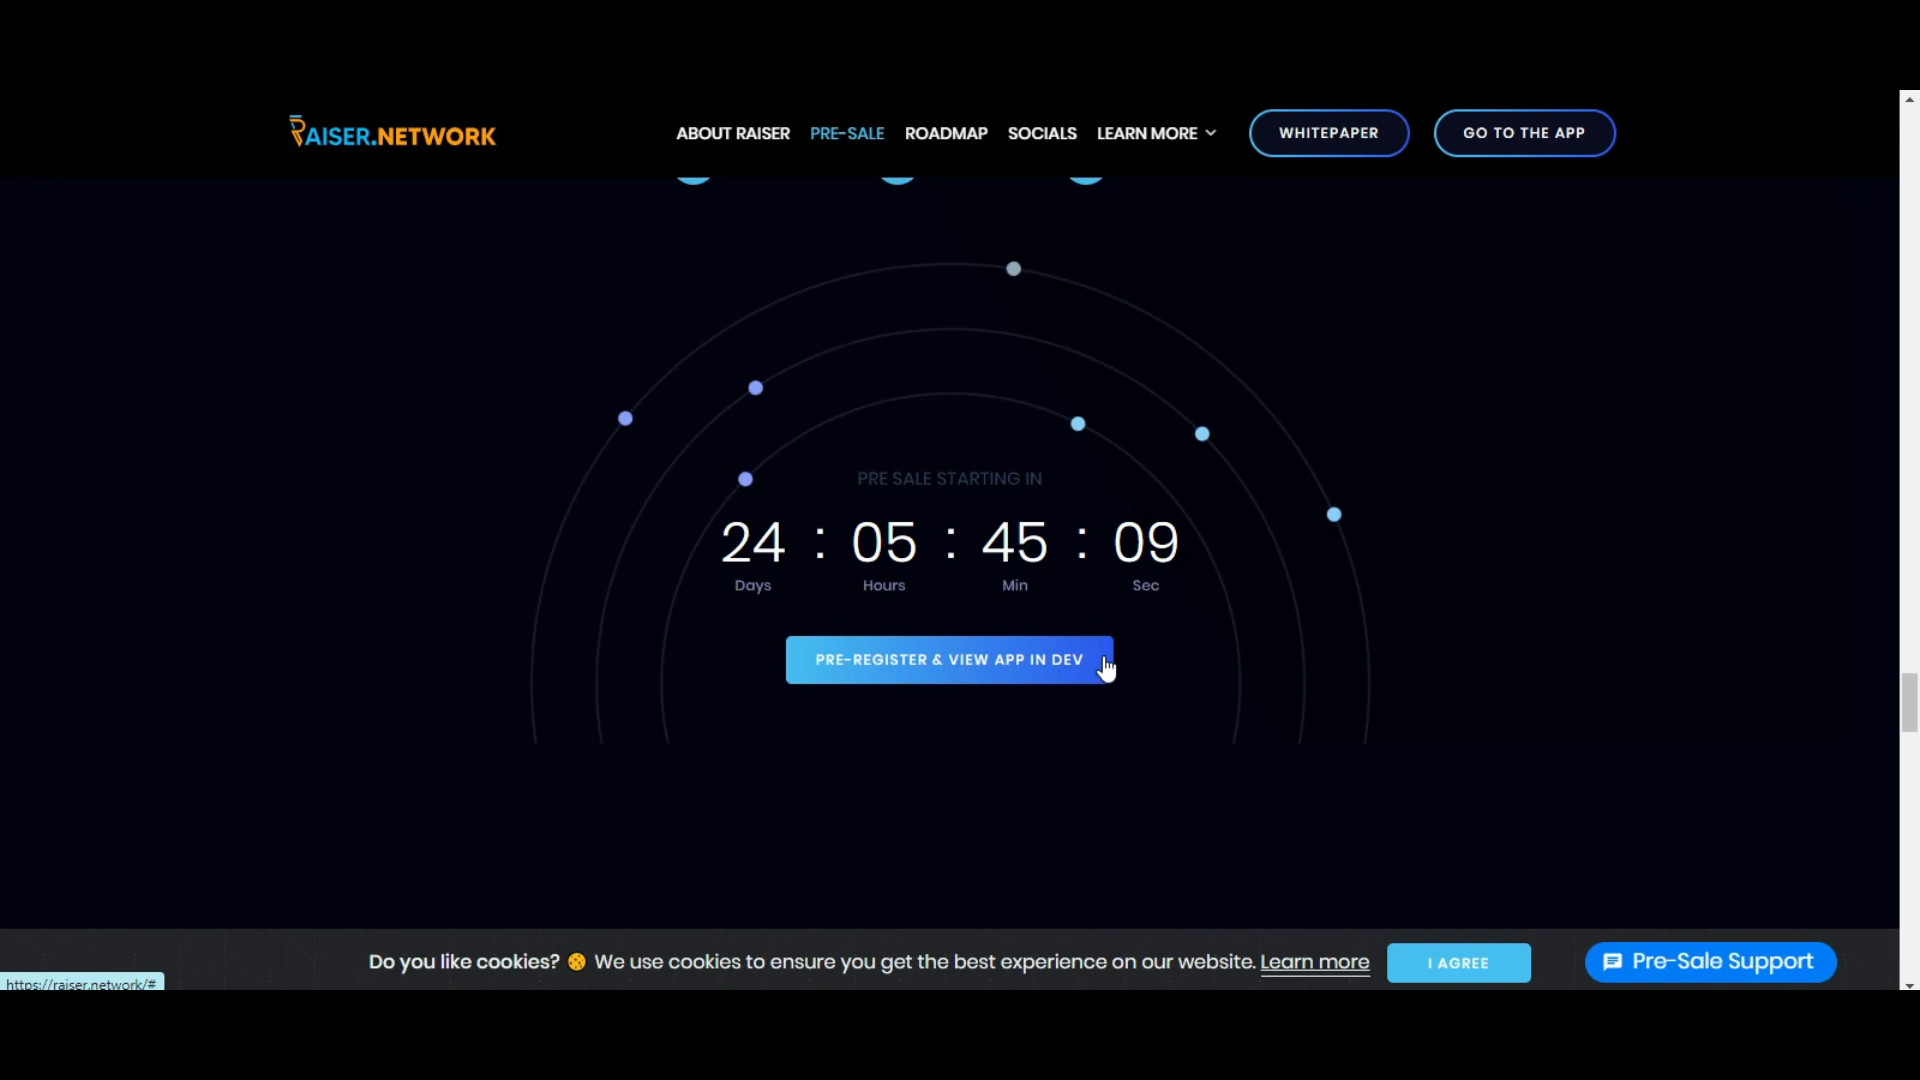 RAISER.NETWORK
ABOUT RAISER PRE-SALE ROADMAP SOCIALS LEARN MORE WHITEPAPER GO TO THE APP
PRE SALE STARTING IN
24 : 05 : 45 : 09
Days Hours Min Sec
PRE-REGISTER & VIEW APP IN DEV
Do you like cookies? 🍪 We use cookies to ensure you get the best experience on our website. Learn more I AGREE Pre-Sale Support
https://raiser.network/#